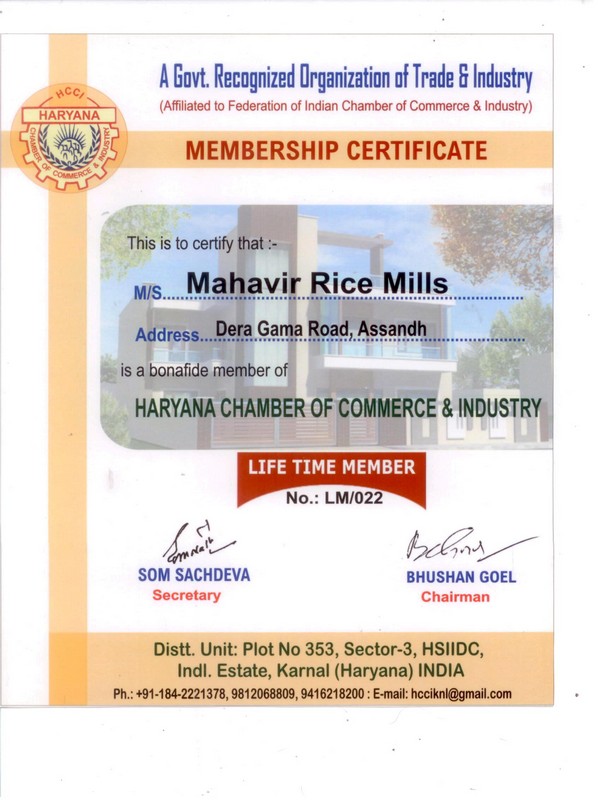 A Govt. Recognized Organization of Trade & Industry
(Affiliated to Federation of Indian Chamber of Commerce & Industry)
HCCI
HARYANA
CHAMBER OF COMMERCE & INDUSTRY
MEMBERSHIP CERTIFICATE
This is to certify that :-
M/S....Mahavir Rice Mills..........
Address....Dera Gama Road, Assandh..........
is a bonafide member of
HARYANA CHAMBER OF COMMERCE & INDUSTRY
LIFE TIME MEMBER
No.: LM/022
SOM SACHDEVA
Secretary
BHUSHAN GOEL
Chairman
Distt. Unit: Plot No 353, Sector-3, HSIIDC,
Indl. Estate, Karnal (Haryana) INDIA
Ph.: +91-184-2221378, 9812068809, 9416218200 : E-mail: hcciknl@gmail.com